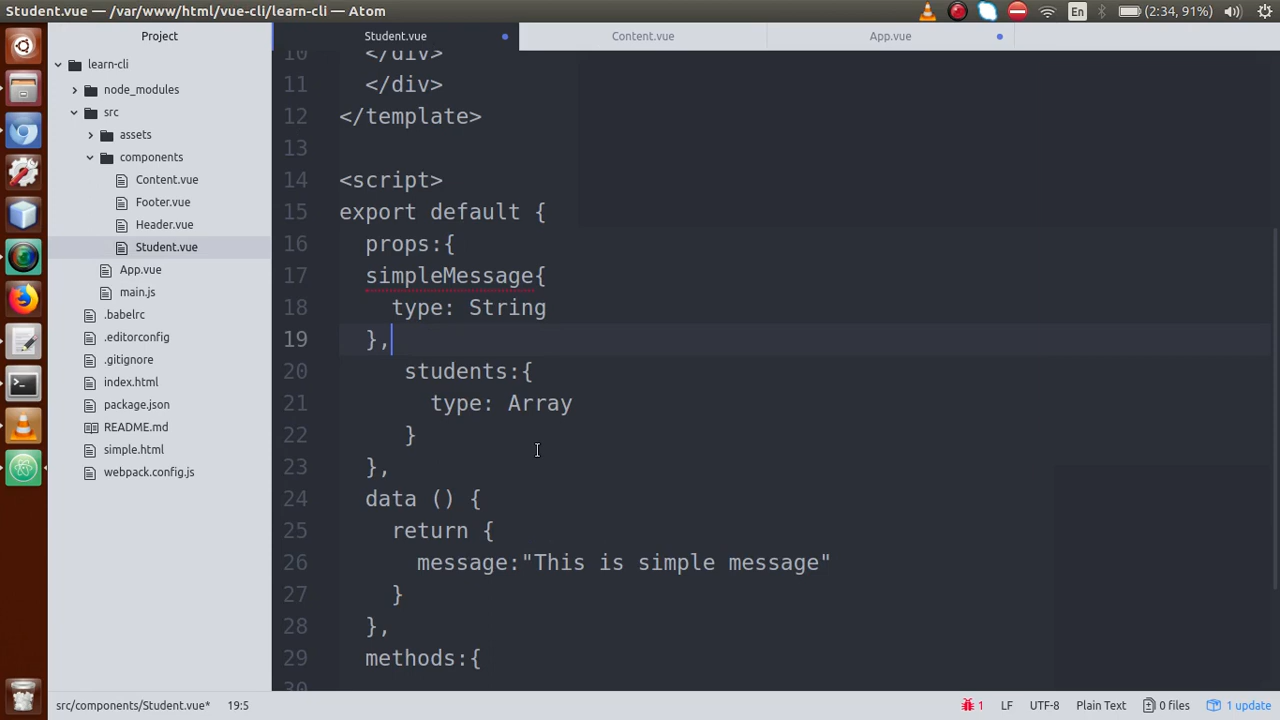 Student.vue — /var/www/html/vue-cli/learn-cli — Atom
En (2:34, 91%)
Project
Student.vue Content.vue App.vue
learn-cli
node_modules
src
assets
components
Content.vue
Footer.vue
Header.vue
Student.vue
App.vue
main.js
.babelrc
.editorconfig
.gitignore
index.html
package.json
README.md
simple.html
webpack.config.js
10 </div>
11 </div>
12 </template>
13
14 <script>
15 export default {
16 props:{
17 simpleMessage{
18 type: String
19 },
20 students:{
21 type: Array
22 }
23 },
24 data () {
25 return {
26 message:"This is simple message"
27 }
28 },
29 methods:{
30
src/components/Student.vue* 19:5 1 LF UTF-8 Plain Text 0 files 1 update